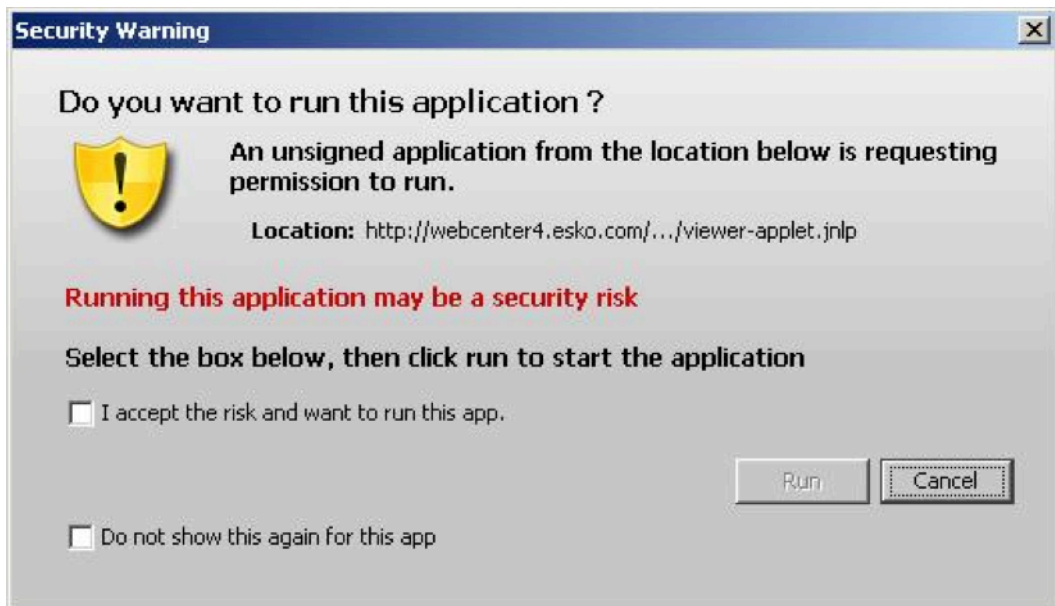 Security Warning
Do you want to run this application ?
An unsigned application from the location below is requesting
permission to run.
Location: http://webcenter4.esko.com/.../viewer-applet.jnlp
Running this application may be a security risk
Select the box below, then click run to start the application
I accept the risk and want to run this app.
Run Cancel
Do not show this again for this app